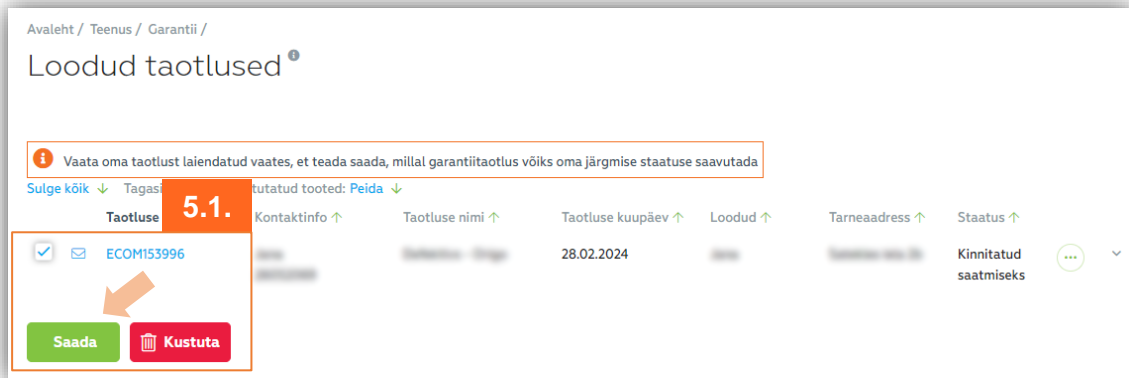 Avaleht / Teenus / Garantii /
Loodud taotlused
Vaata oma taotlust laiendatud vaates, et teada saada, millal garantiitaotlus võiks oma järgmise staatuse saavutada
Sulge kõik ↓ tooted: Peida ↓
5.1.
Taotluse Kontaktinfo ↑ Taotluse nimi ↑ Taotluse kuupäev ↑ Loodud ↑ Tarneaadress ↑ Staatus ↑
ECOM153996 28.02.2024 Kinnitatud
saatmiseks
Saada Kustuta